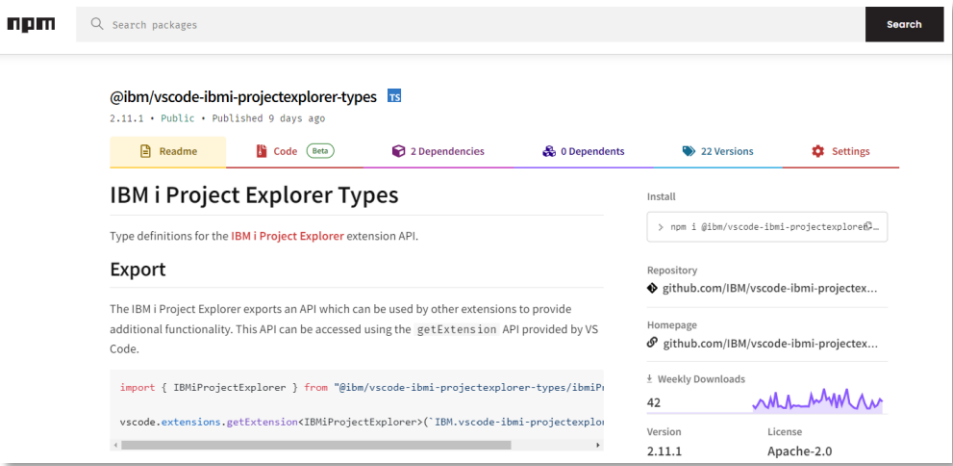 npm
Search packages
Search
@ibm/vscode-ibmi-projectexplorer-types TS
2.11.1 • Public • Published 9 days ago
Readme
Code Beta
2 Dependencies
0 Dependents
22 Versions
Settings
IBM i Project Explorer Types
Type definitions for the IBM i Project Explorer extension API.
Export
The IBM i Project Explorer exports an API which can be used by other extensions to provide
additional functionality. This API can be accessed using the getExtension API provided by VS
Code.
import { IBMiProjectExplorer } from "@ibm/vscode-ibmi-projectexplorer-types/ibmiPr
vscode.extensions.getExtension<IBMiProjectExplorer>(`IBM.vscode-ibmi-projectexplor
Install
> npm i @ibm/vscode-ibmi-projectexplore…
Repository
github.com/IBM/vscode-ibmi-projectex...
Homepage
github.com/IBM/vscode-ibmi-projectex...
Weekly Downloads
42
Version
License
2.11.1
Apache-2.0